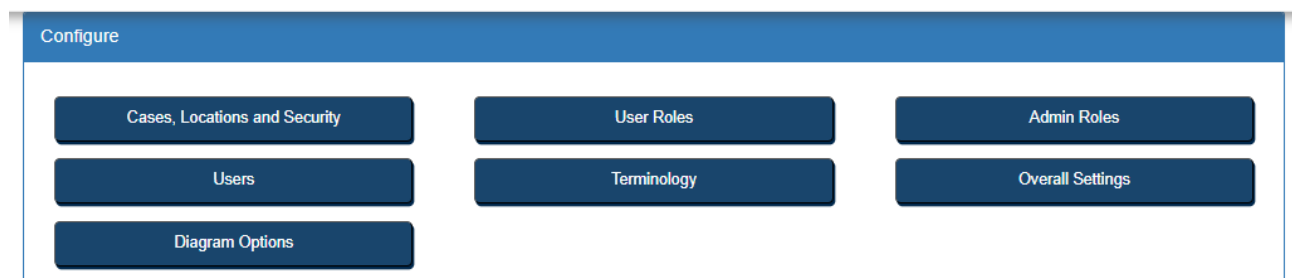 Configure
Cases, Locations and Security
User Roles
Admin Roles
Users
Terminology
Overall Settings
Diagram Options